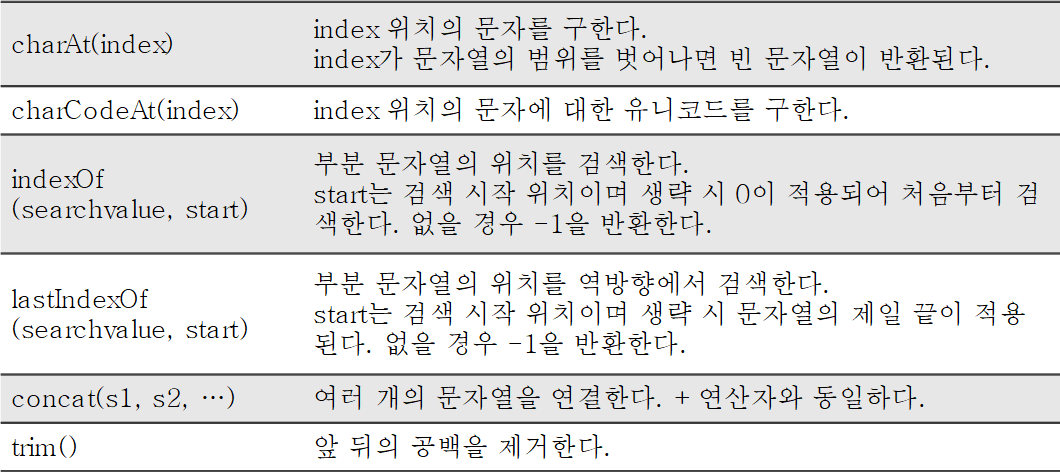 charAt(index)
index 위치의 문자를 구한다.
index가 문자열의 범위를 벗어나면 빈 문자열이 반환된다.
charCodeAt(index)
index 위치의 문자에 대한 유니코드를 구한다.
indexOf
(searchvalue, start)
부분 문자열의 위치를 검색한다.
start는 검색 시작 위치이며 생략 시 0이 적용되어 처음부터 검
색한다. 없을 경우 -1을 반환한다.
lastIndexOf
(searchvalue, start)
부분 문자열의 위치를 역방향에서 검색한다.
start는 검색 시작 위치이며 생략 시 문자열의 제일 끝이 적용
된다. 없을 경우 -1을 반환한다.
concat(s1, s2, …)
여러 개의 문자열을 연결한다. + 연산자와 동일하다.
trim()
앞 뒤의 공백을 제거한다.